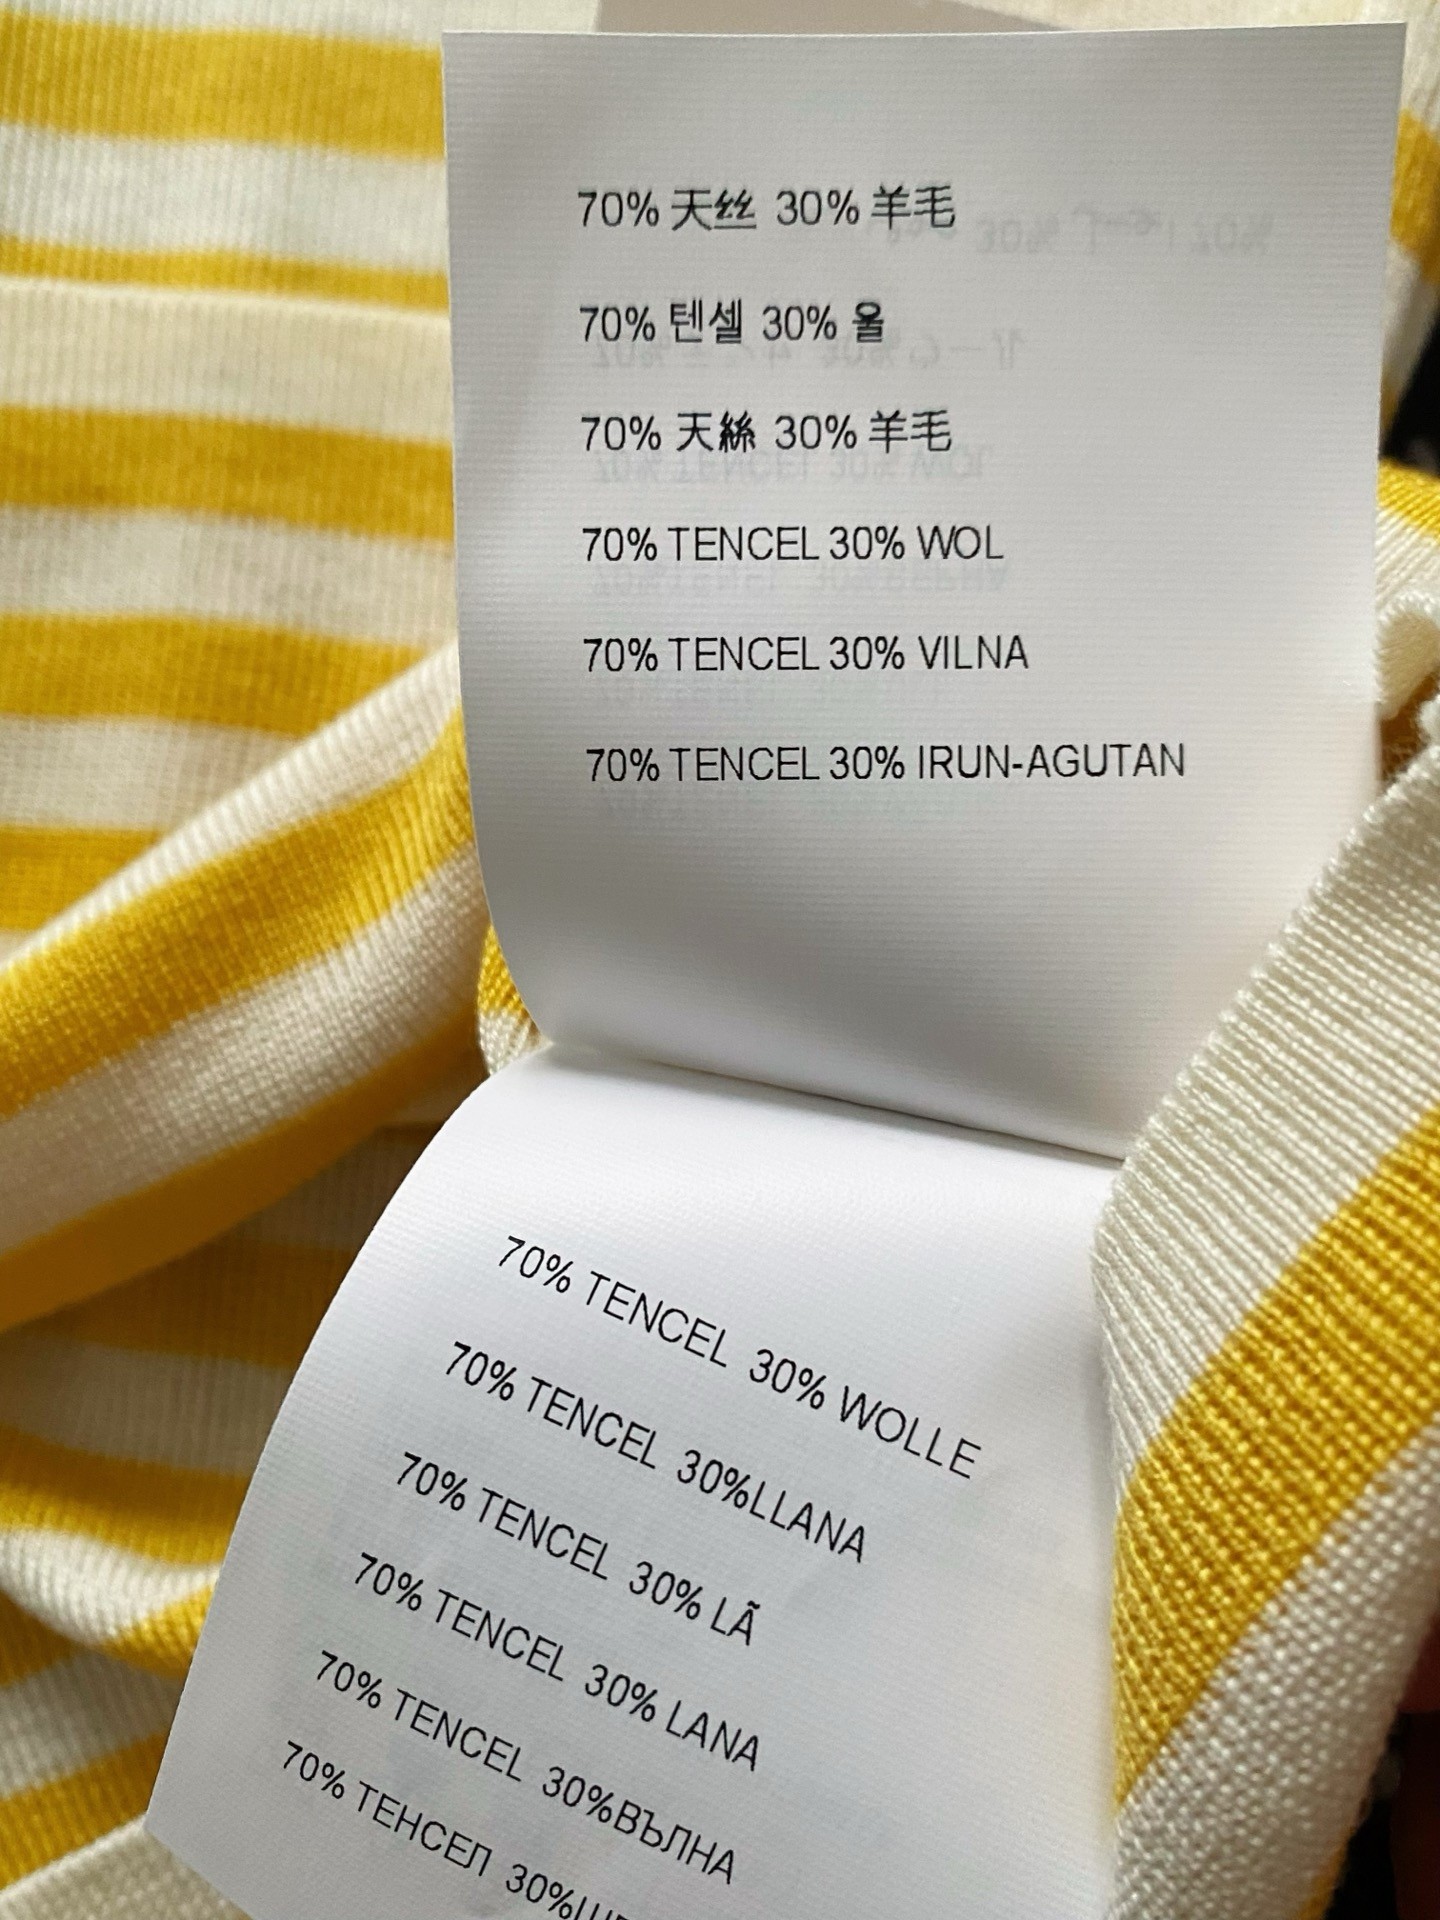 70% 天丝 30% 羊毛
70% 텐셀 30% 울
70% 天絲 30% 羊毛
70% TENCEL 30% WOL
70% TENCEL 30% VILNA
70% TENCEL 30% IRUN-AGUTAN
70% TENCEL 30% WOLLE
70% TENCEL 30%LLANA
70% TENCEL 30% LÃ
70% TENCEL 30% LANA
70% TENCEL 30%ВЪЛНА
70% ТЕНСЕЛ 30%